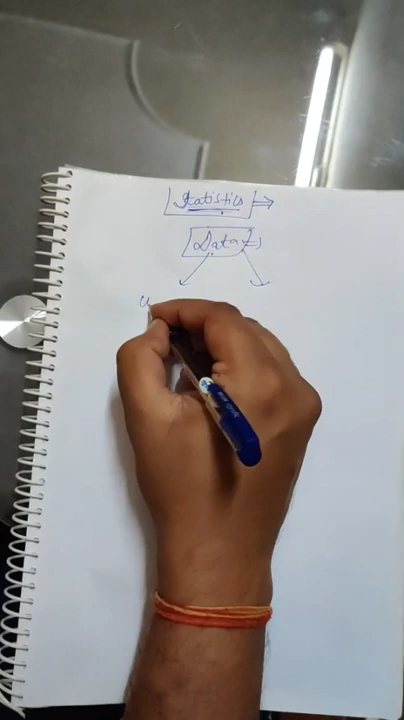 Statistics ⇒
Data ⇒
u